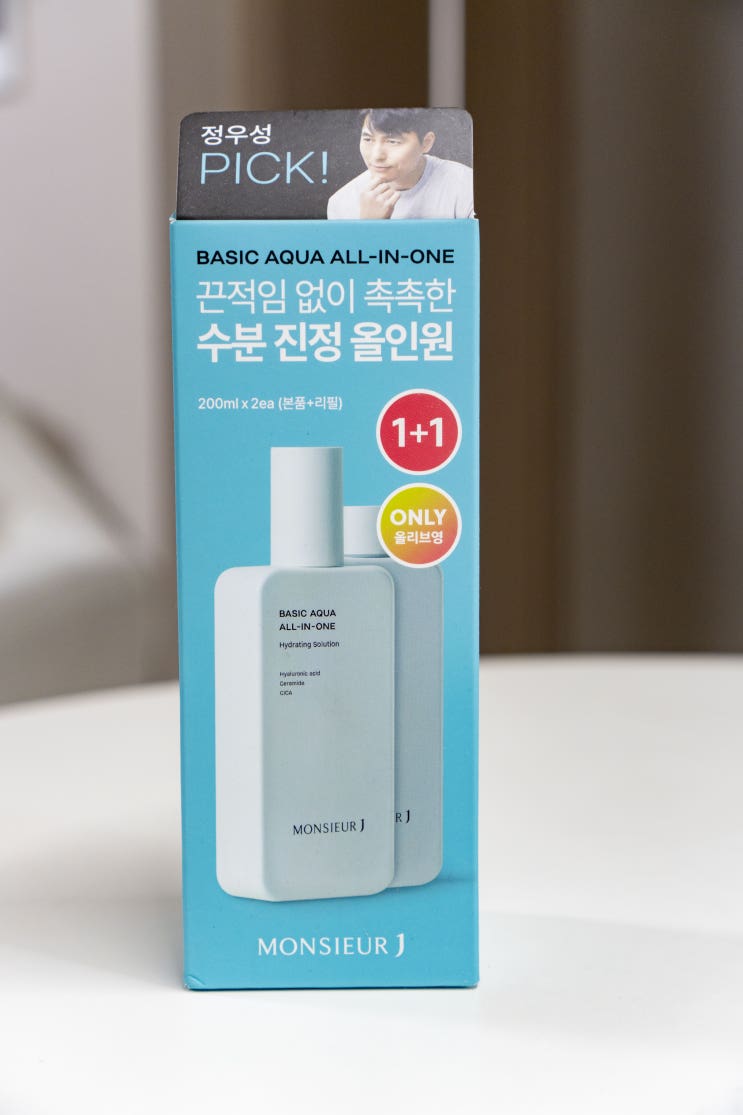 정우성
PICK!
BASIC AQUA ALL-IN-ONE
끈적임 없이 촉촉한
수분 진정 올인원
200ml x 2ea (본품+리필)
1+1
ONLY
올리브영
BASIC AQUA
ALL-IN-ONE
Hydrating Solution
Hyaluronic acid
Ceramide
CICA
MONSIEUR J
R J
MONSIEUR J